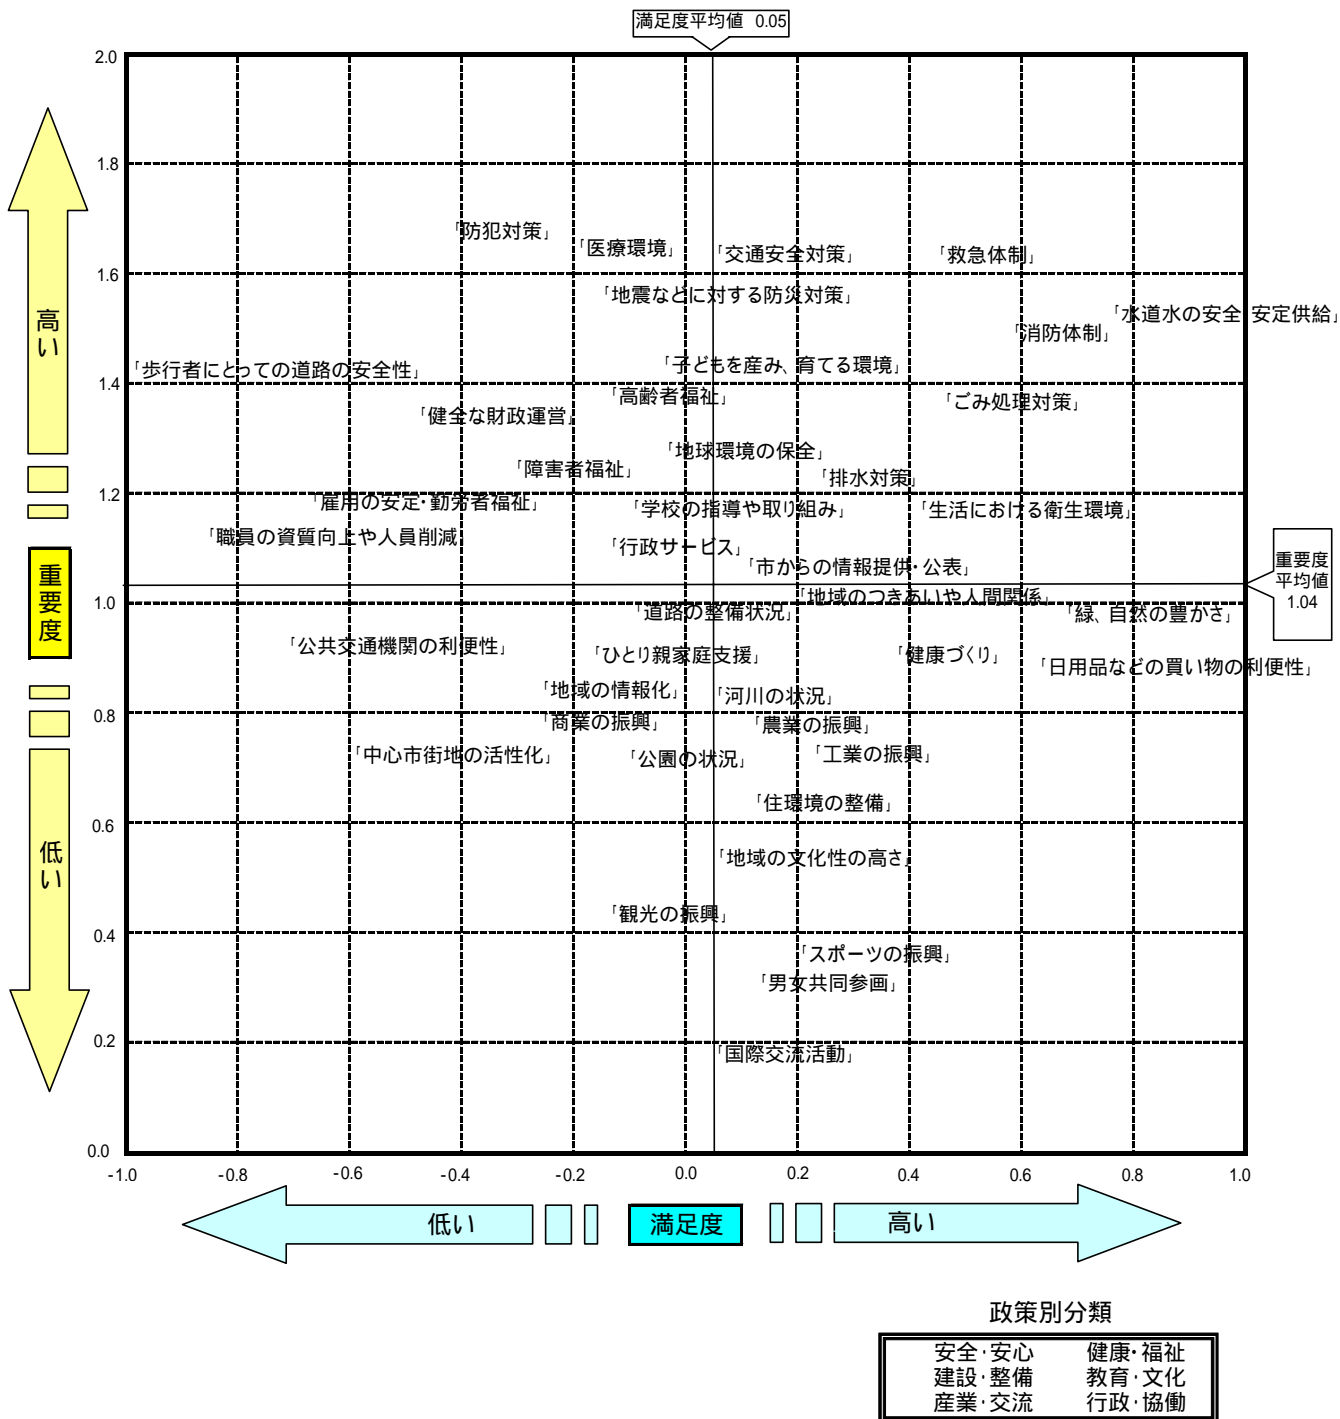 満足度平均値 0.05
2.0
1.8
「防犯対策」
「医療環境」
「交通安全対策」
「救急体制」
1.6
「地震などに対する防災対策」
「水道水の安全・安定供給」
「消防体制」
高い
「歩行者にとっての道路の安全性」
「子どもを産み、育てる環境」
1.4
「高齢者福祉」
「ごみ処理対策」
「健全な財政運営」
「地球環境の保全」
「障害者福祉」
「排水対策」
1.2
「雇用の安定・勤労者福祉」
「学校の指導や取り組み」
「生活における衛生環境」
「職員の資質向上や人員削減」
「行政サービス」
「市からの情報提供・公表」
重要度
平均値
1.04
重要度
1.0
「地域のつきあいや人間関係」
「道路の整備状況」
「緑、自然の豊かさ」
「公共交通機関の利便性」
「ひとり親家庭支援」
「健康づくり」
「日用品などの買い物の利便性」
「地域の情報化」
「河川の状況」
0.8
「商業の振興」
「農業の振興」
「中心市街地の活性化」
「公園の状況」
「工業の振興」
「住環境の整備」
0.6
低い
「地域の文化性の高さ」
「観光の振興」
0.4
「スポーツの振興」
「男女共同参画」
0.2
「国際交流活動」
0.0
-1.0 -0.8 -0.6 -0.4 -0.2 0.0 0.2 0.4 0.6 0.8 1.0
低い 満足度 高い
政策別分類
安全・安心 健康・福祉
建設・整備 教育・文化
産業・交流 行政・協働